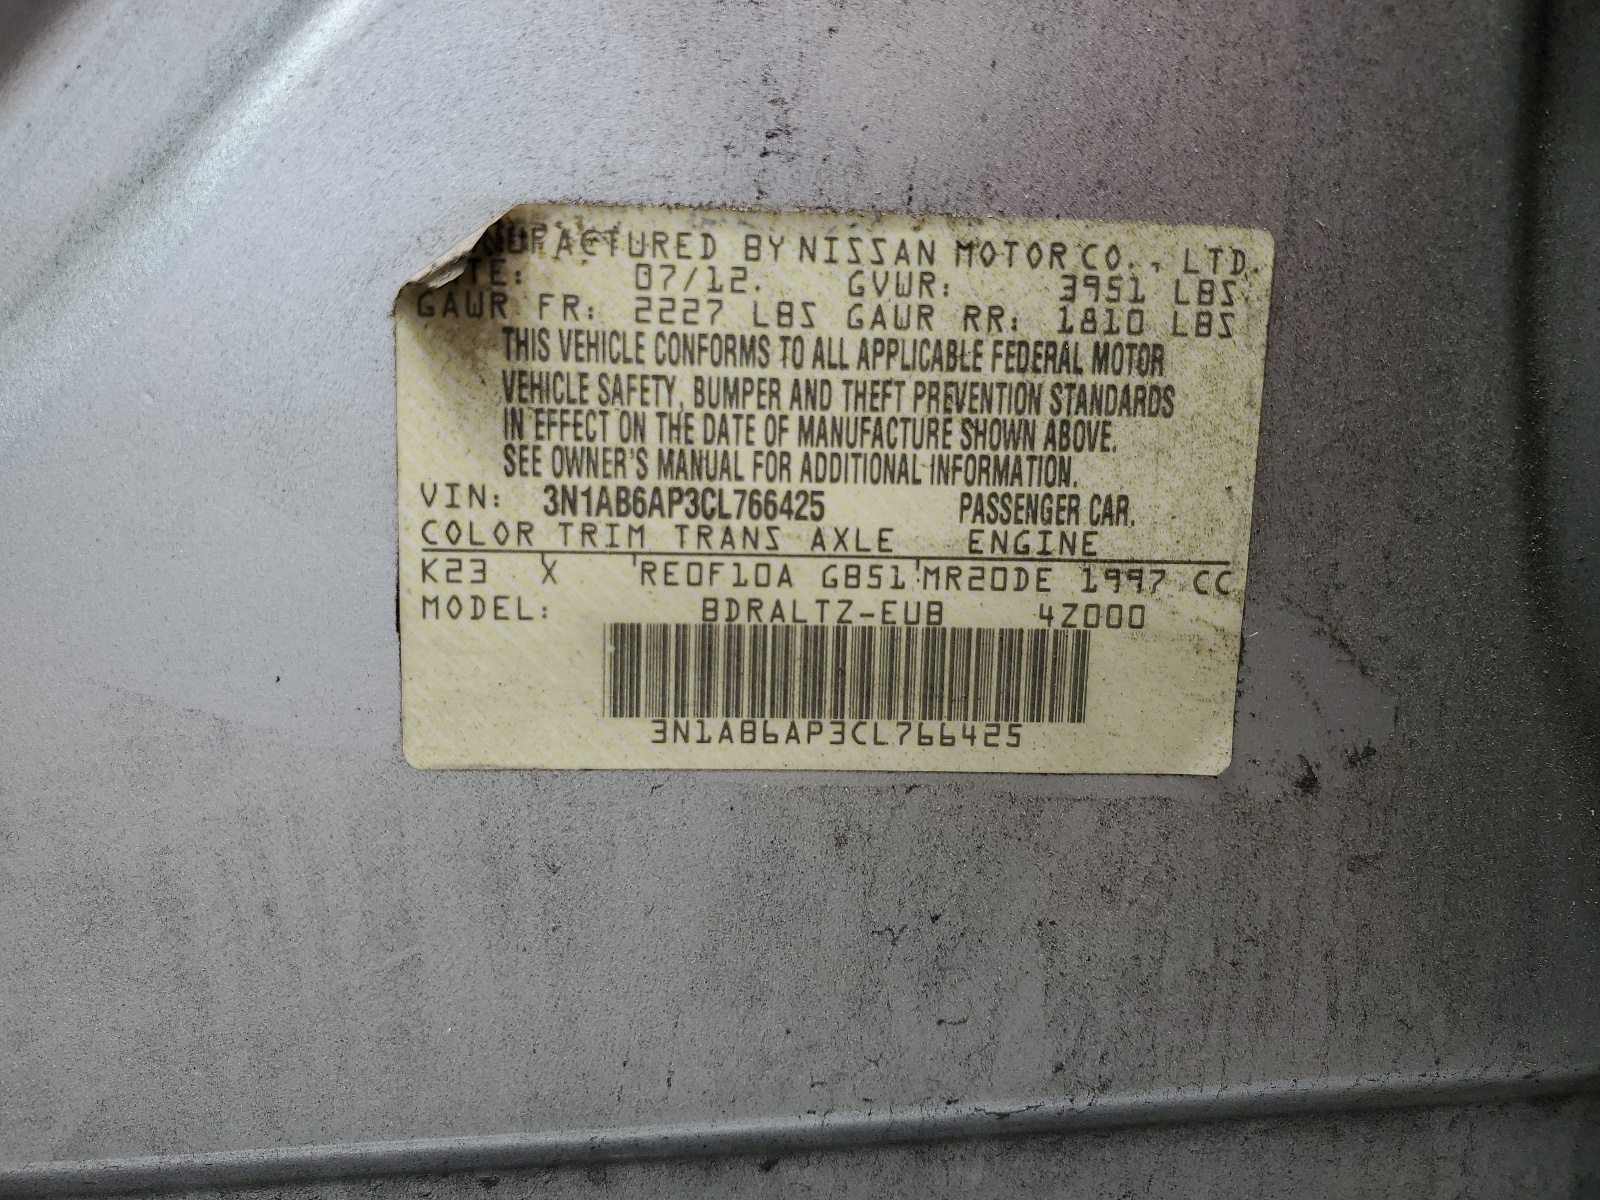 NUFACTURED BY NISSAN MOTOR CO., LTD.
TE: 07/12. GVWR: 3951 LBS
GAWR FR: 2227 LBS GAWR RR: 1810 LBS
THIS VEHICLE CONFORMS TO ALL APPLICABLE FEDERAL MOTOR
VEHICLE SAFETY, BUMPER AND THEFT PREVENTION STANDARDS
IN EFFECT ON THE DATE OF MANUFACTURE SHOWN ABOVE.
SEE OWNER'S MANUAL FOR ADDITIONAL INFORMATION.
VIN: 3N1AB6AP3CL766425 PASSENGER CAR.
COLOR TRIM TRANS AXLE ENGINE
K23 X RE0F10A GB51 MR20DE 1997 CC
MODEL: BDRALTZ-EUB 4Z000
3N1AB6AP3CL766425